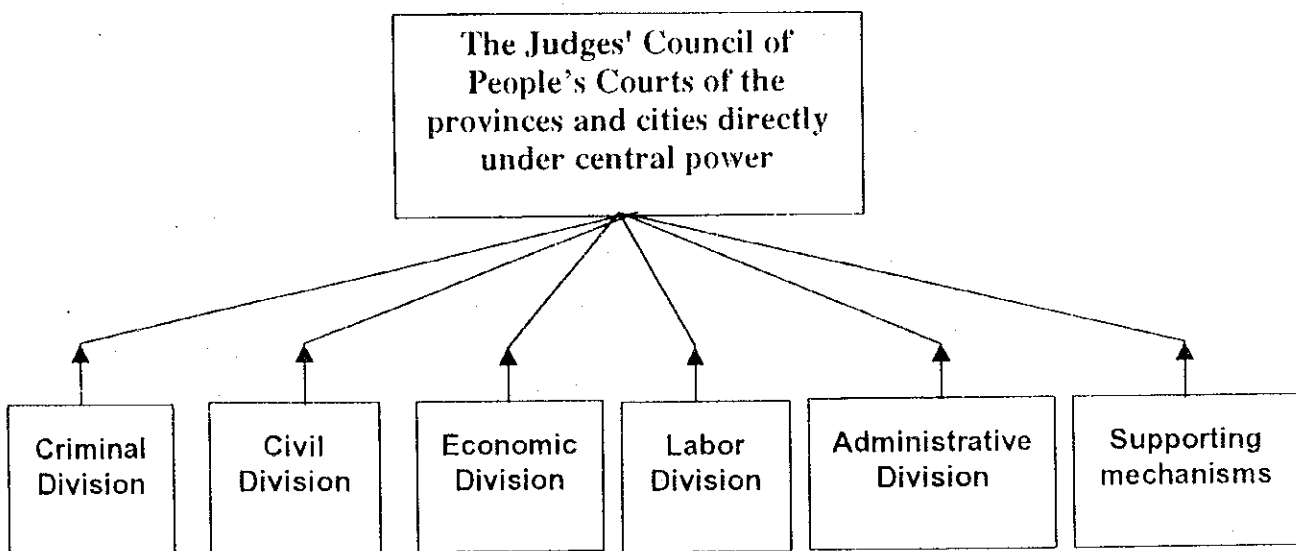 The Judges' Council of
People's Courts of the
provinces and cities directly
under central power
Criminal
Division
Civil
Division
Economic
Division
Labor
Division
Administrative
Division
Supporting
mechanisms